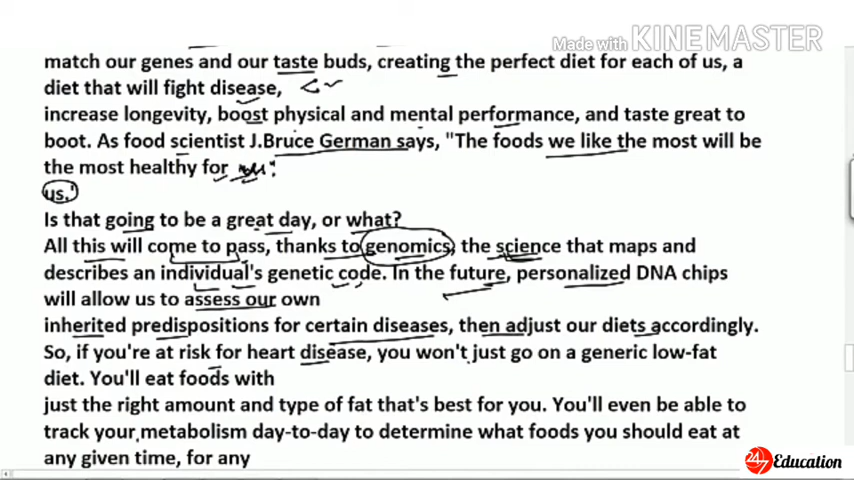 Made with KINEMASTER
match our genes and our taste buds, creating the perfect diet for each of us, a
diet that will fight disease,
increase longevity, boost physical and mental performance, and taste great to
boot. As food scientist J.Bruce German says, "The foods we like the most will be
the most healthy for
us.'
Is that going to be a great day, or what?
All this will come to pass, thanks to genomics, the science that maps and
describes an individual's genetic code. In the future, personalized DNA chips
will allow us to assess our own
inherited predispositions for certain diseases, then adjust our diets accordingly.
So, if you're at risk for heart disease, you won't just go on a generic low-fat
diet. You'll eat foods with
just the right amount and type of fat that's best for you. You'll even be able to
track your metabolism day-to-day to determine what foods you should eat at
any given time, for any
24/7 Education